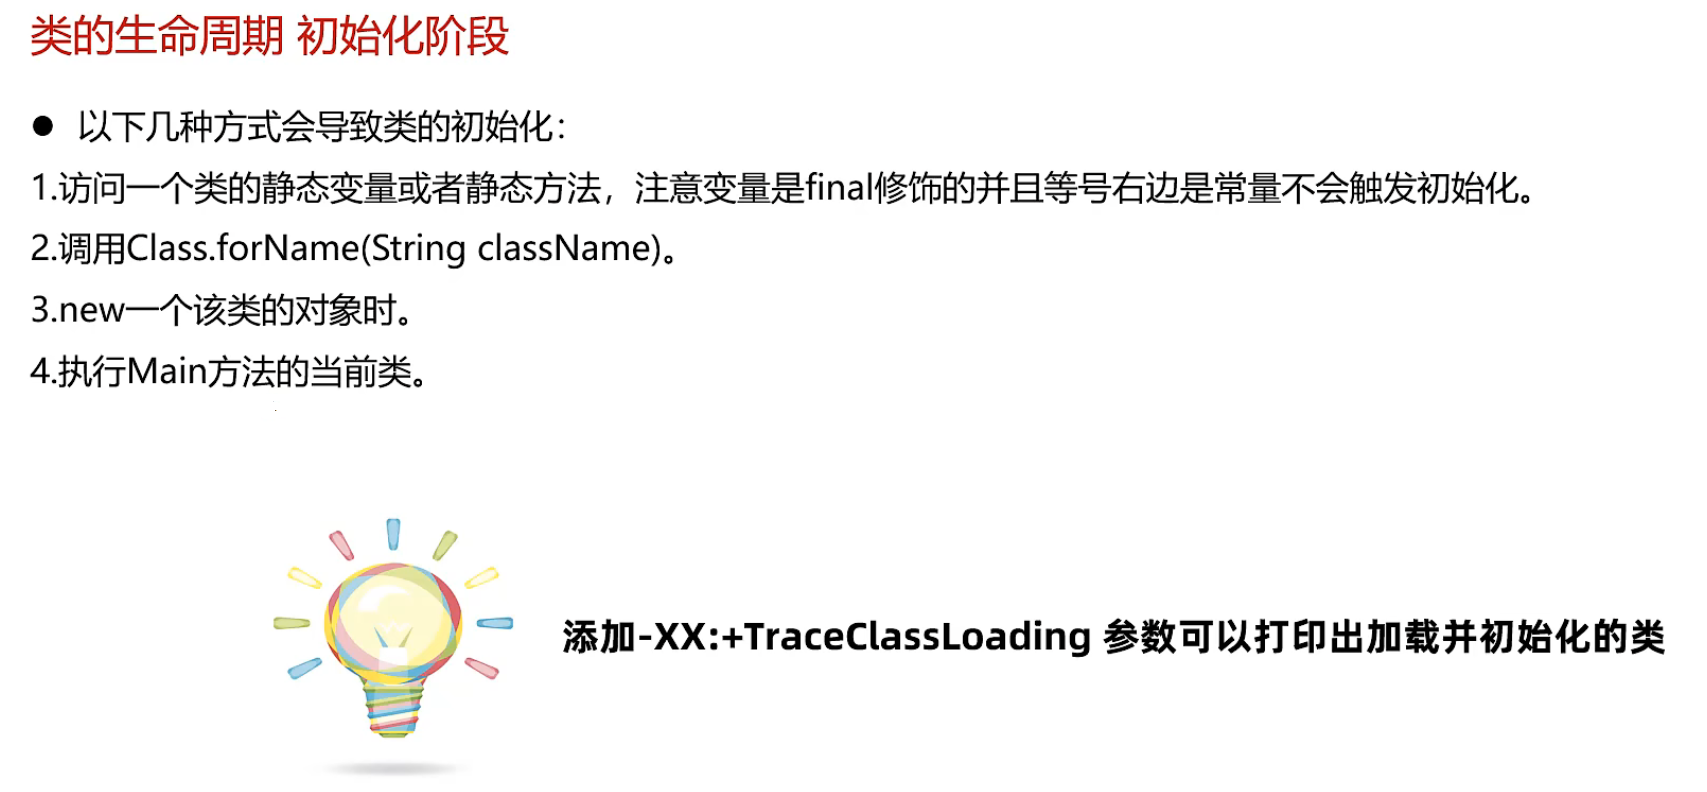 类的生命周期 初始化阶段
● 以下几种方式会导致类的初始化：
1.访问一个类的静态变量或者静态方法，注意变量是final修饰的并且等号右边是常量不会触发初始化。
2.调用Class.forName(String className)。
3.new一个该类的对象时。
4.执行Main方法的当前类。
添加-XX:+TraceClassLoading 参数可以打印出加载并初始化的类